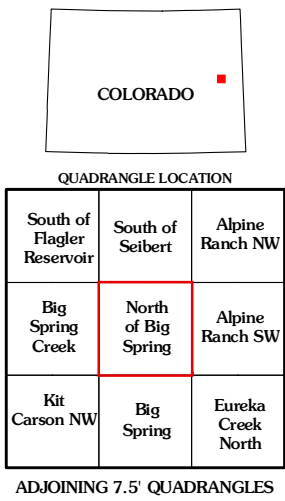 COLORADO
QUADRANGLE LOCATION
South of
Flagler
Reservoir
South of
Seibert
Alpine
Ranch NW
Big
Spring
Creek
North
of Big
Spring
Alpine
Ranch SW
Kit
Carson NW
Big
Spring
Eureka
Creek
North
ADJOINING 7.5' QUADRANGLES